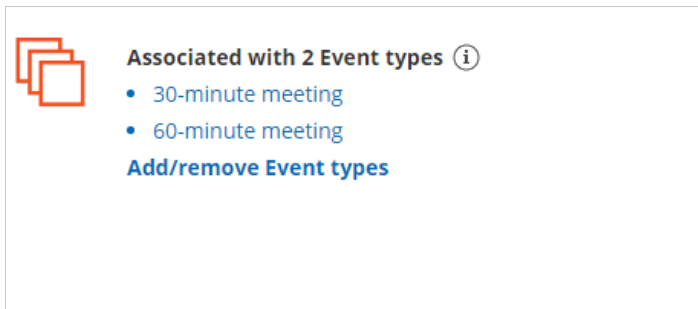 Associated with 2 Event types
30-minute meeting
60-minute meeting
Add/remove Event types